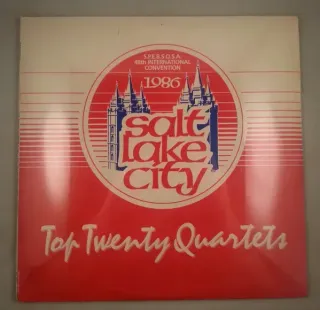 S.P.E.B.S.Q.S.A.
48th INTERNATIONAL
CONVENTION
1986
salt
lake
city
Top Twenty Quartets